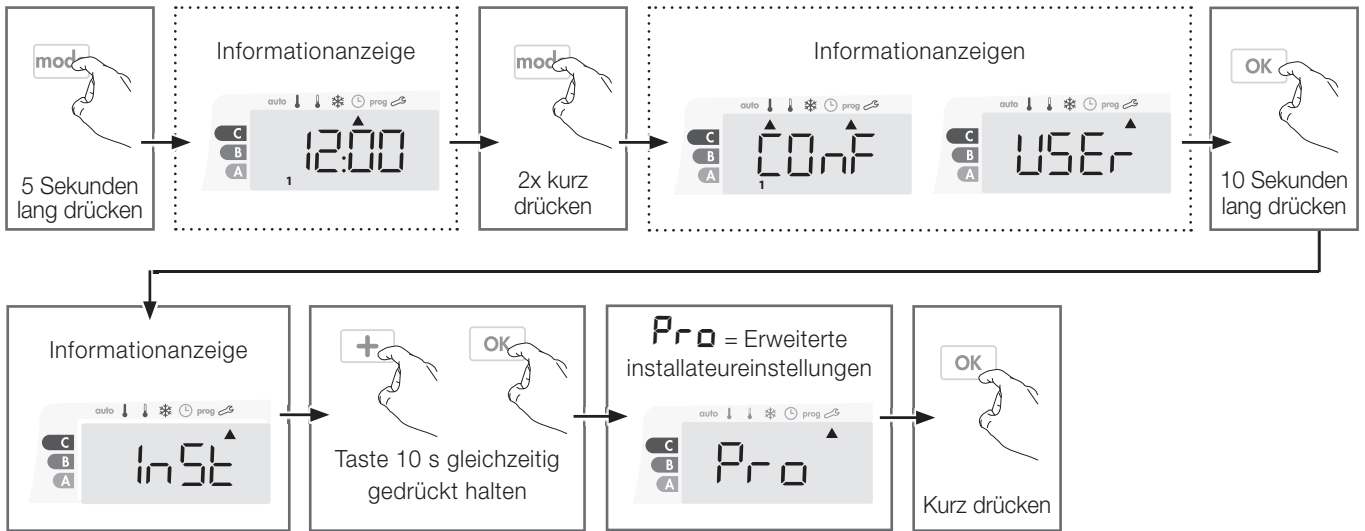 mod
5 Sekunden
lang drücken
Informationanzeige
auto prog
C
B
A
12:00
1
mod
2x kurz
drücken
Informationanzeigen
auto prog
C
B
A
COnF
1
auto prog
C
B
A
USEr
OK
10 Sekunden
lang drücken
Informationanzeige
auto prog
C
B
A
InSt
+
OK
Taste 10 s gleichzeitig
gedrückt halten
Pro = Erweiterte
installateureinstellungen
auto prog
C
B
A
Pro
OK
Kurz drücken